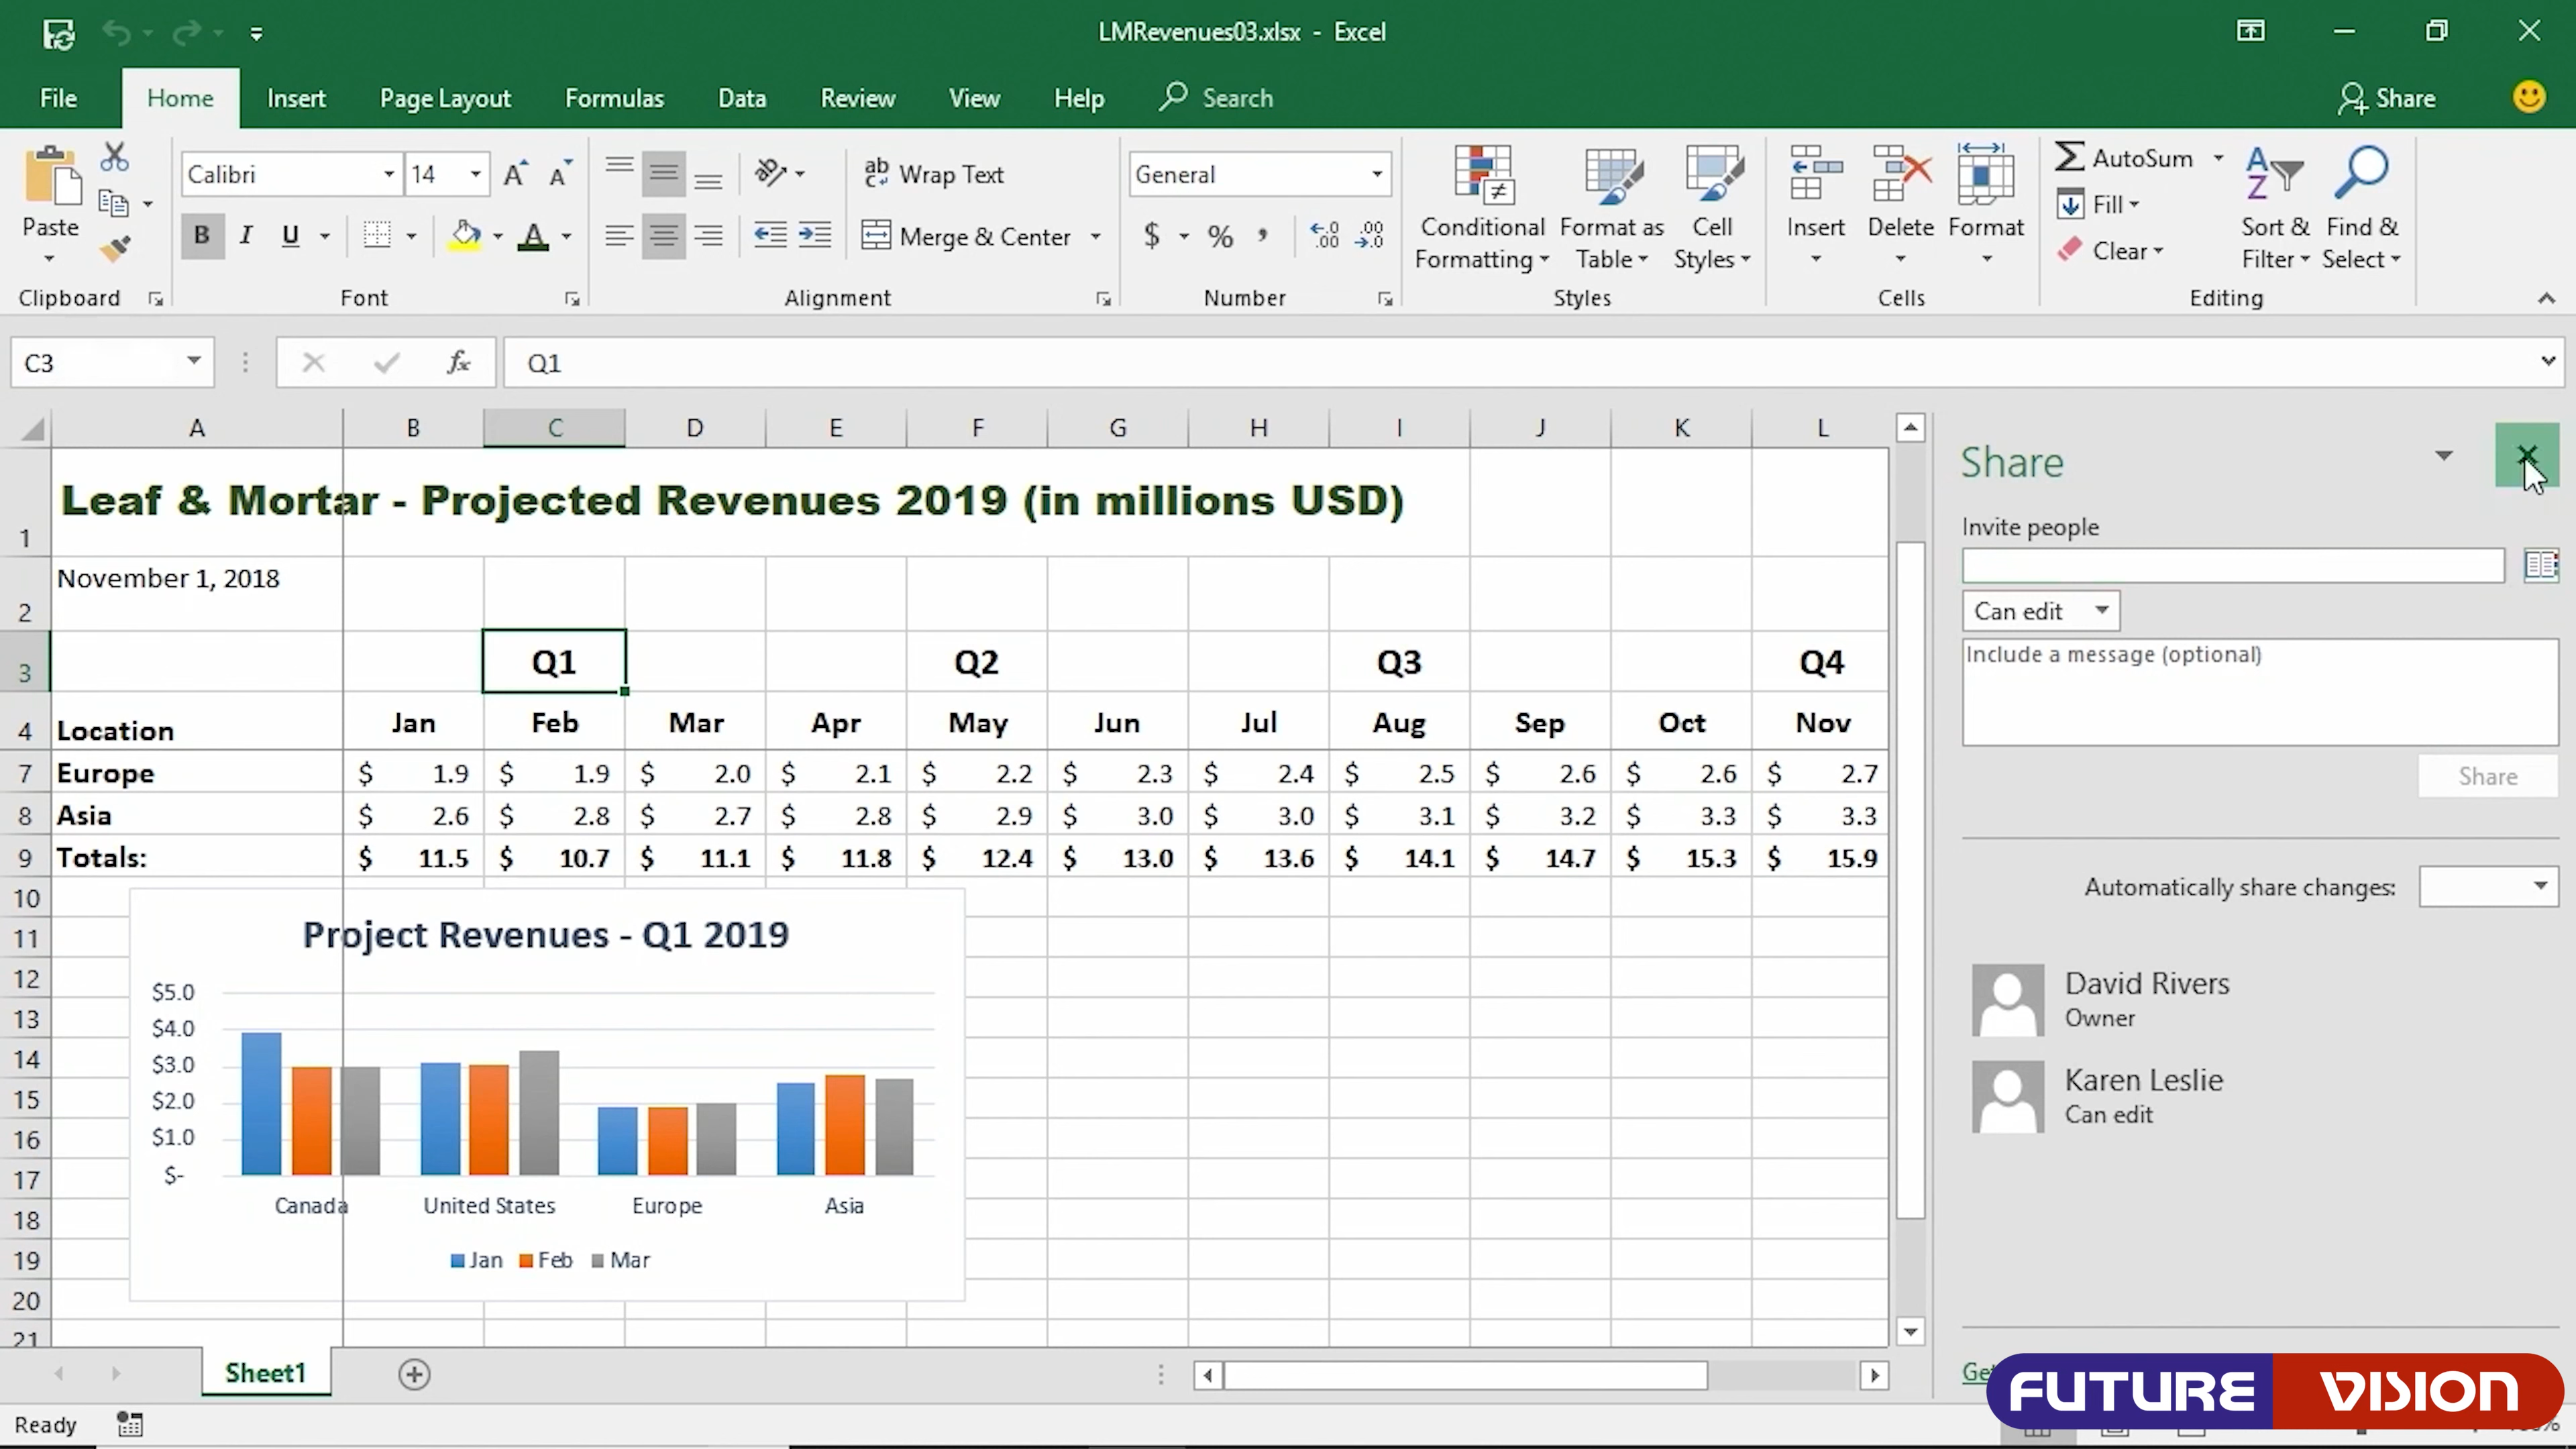 LMRevenues03.xlsx - Excel
File Home Insert Page Layout Formulas Data Review View Help Search Share
Paste
Clipboard
Calibri 14 A A
B I U A
Font
ab Wrap Text
Merge & Center
Alignment
General
$ % ,
Number
Conditional Formatting
Format as Table
Cell Styles
Styles
Insert Delete Format
Cells
AutoSum
Fill
Clear
Sort & Filter
Find & Select
Editing
C3 fx Q1
A B C D E F G H I J K L
1 Leaf & Mortar - Projected Revenues 2019 (in millions USD)
2 November 1, 2018
3 Q1 Q2 Q3 Q4
4 Location Jan Feb Mar Apr May Jun Jul Aug Sep Oct Nov
7 Europe $ 1.9 $ 1.9 $ 2.0 $ 2.1 $ 2.2 $ 2.3 $ 2.4 $ 2.5 $ 2.6 $ 2.6 $ 2.7
8 Asia $ 2.6 $ 2.8 $ 2.7 $ 2.8 $ 2.9 $ 3.0 $ 3.0 $ 3.1 $ 3.2 $ 3.3 $ 3.3
9 Totals: $ 11.5 $ 10.7 $ 11.1 $ 11.8 $ 12.4 $ 13.0 $ 13.6 $ 14.1 $ 14.7 $ 15.3 $ 15.9
10
11
12
13
14
15
16
17
18
19
20
21
Project Revenues - Q1 2019
$5.0
$4.0
$3.0
$2.0
$1.0
$-
Canada United States Europe Asia
Jan Feb Mar
Share
Invite people
Can edit
Include a message (optional)
Share
Automatically share changes:
David Rivers
Owner
Karen Leslie
Can edit
Sheet1
Ready
FUTURE VISION